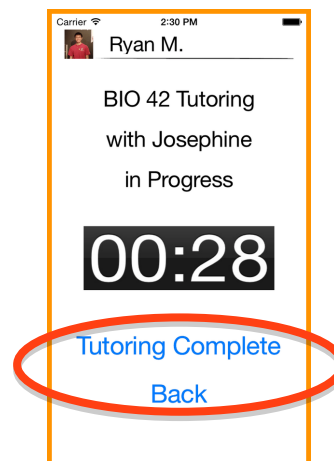 Carrier 2:30 PM
Ryan M.
BIO 42 Tutoring
with Josephine
in Progress
00:28
Tutoring Complete
Back